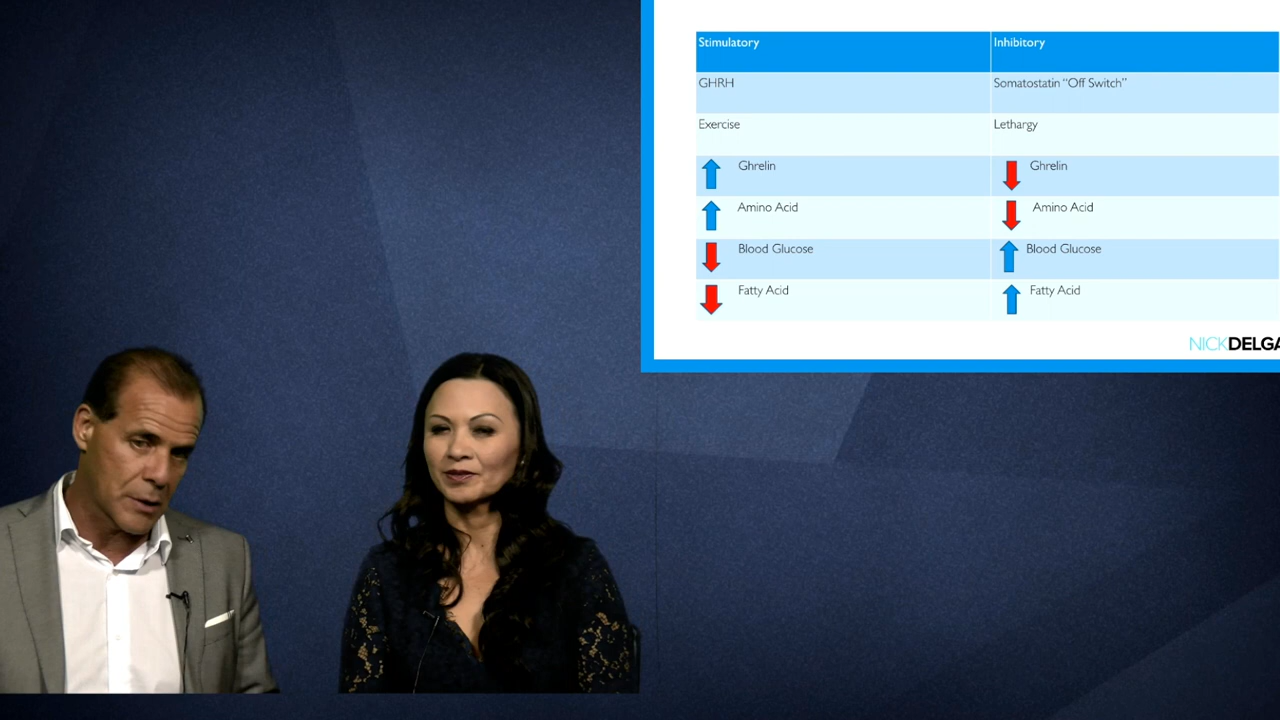 Stimulatory Inhibitory
GHRH Somatostatin “Off Switch”
Exercise Lethargy
Ghrelin Ghrelin
Amino Acid Amino Acid
Blood Glucose Blood Glucose
Fatty Acid Fatty Acid
NICKDELGA